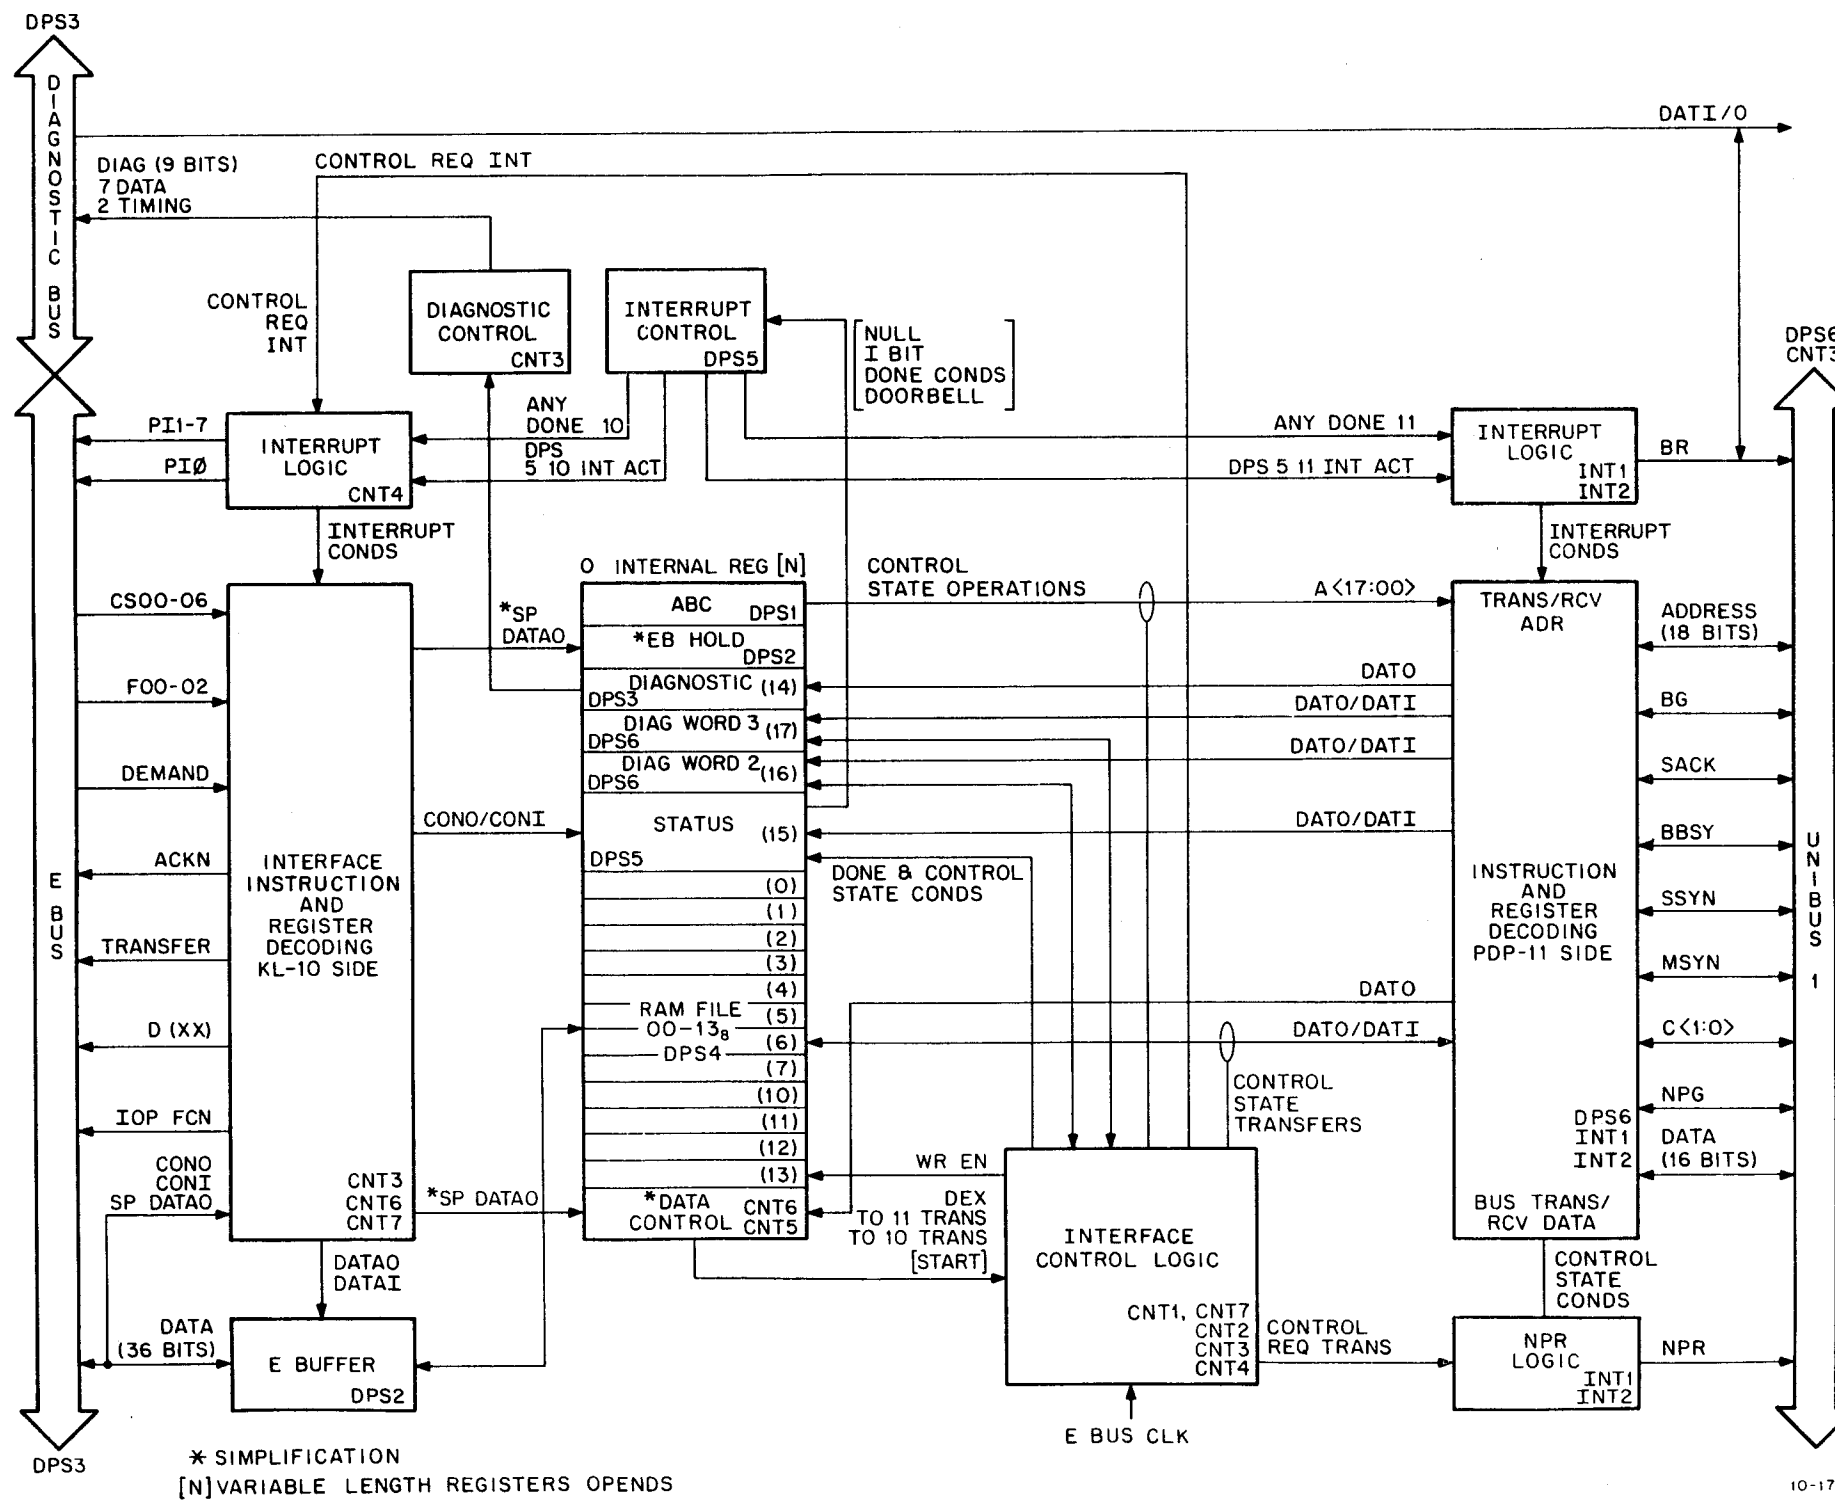 DPS3
DIAGNOSTIC BUS
DATI/O
DIAG (9 BITS)
7 DATA
2 TIMING
CONTROL REQ INT
CONTROL
REQ
INT
DIAGNOSTIC
CONTROL
CNT3
INTERRUPT
CONTROL
DPS5
NULL
I BIT
DONE CONDS
DOORBELL
DPS6
CNT3
PI1-7
PIØ
INTERRUPT
LOGIC
CNT4
ANY
DONE 10
DPS
5 10 INT ACT
ANY DONE 11
DPS 5 11 INT ACT
INTERRUPT
LOGIC
INT1
INT2
BR
INTERRUPT
CONDS
INTERRUPT
CONDS
E BUS
CS00-06
F00-02
DEMAND
ACKN
TRANSFER
D (XX)
IOP FCN
CONO
CONI
SP DATAO
DATA
(36 BITS)
INTERFACE
INSTRUCTION
AND
REGISTER
DECODING
KL-10 SIDE
CNT3
CNT6
CNT7
*SP
DATAO
CONO/CONI
*SP DATAO
DATAO
DATAI
E BUFFER
DPS2
0 INTERNAL REG [N]
ABC
DPS1
*EB HOLD
DPS2
DIAGNOSTIC (14)
DPS3
DIAG WORD 3 (17)
DPS6
DIAG WORD 2 (16)
DPS6
STATUS
(15)
DPS5
(0)
(1)
(2)
(3)
(4)
RAM FILE
(5)
00-13₈
(6)
DPS4
(7)
(10)
(11)
(12)
(13)
*DATA
CONTROL
CNT6
CNT5
CONTROL
STATE OPERATIONS
A<17:00>
DATO
DATO/DATI
DATO/DATI
DATO/DATI
DONE & CONTROL
STATE CONDS
DATO
DATO/DATI
CONTROL
STATE
TRANSFERS
WR EN
DEX
TO 11 TRANS
TO 10 TRANS
[START]
INTERFACE
CONTROL LOGIC
CNT1, CNT7
CNT2
CNT3
CNT4
E BUS CLK
CONTROL
REQ TRANS
TRANS/RCV
ADR
INSTRUCTION
AND
REGISTER
DECODING
PDP-11 SIDE
DPS6
INT1
INT2
BUS TRANS/
RCV DATA
CONTROL
STATE
CONDS
NPR
LOGIC
INT1
INT2
ADDRESS
(18 BITS)
BG
SACK
BBSY
SSYN
MSYN
C<1:0>
NPG
DATA
(16 BITS)
NPR
UNIBUS 1
DPS3
* SIMPLIFICATION
[N] VARIABLE LENGTH REGISTERS OPENDS
10-17